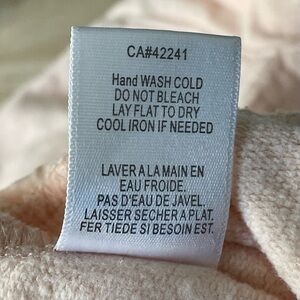 CA#42241
Hand WASH COLD
DO NOT BLEACH
LAY FLAT TO DRY
COOL IRON IF NEEDED
LAVER A LA MAIN EN
EAU FROIDE.
PAS D'EAU DE JAVEL.
LAISSER SECHER A PLAT.
FER TIEDE SI BESOIN EST.